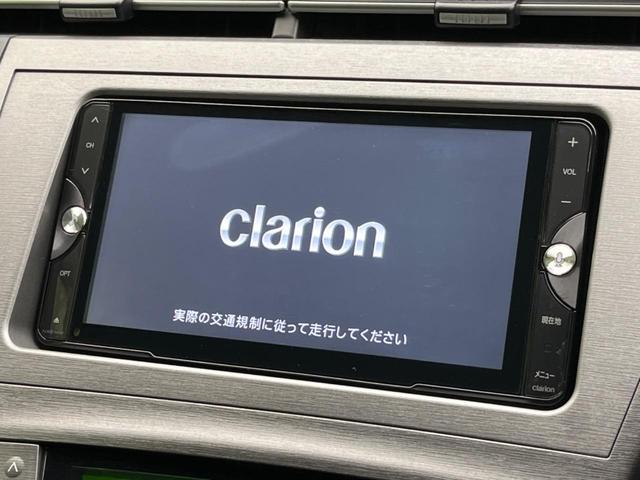 CH
OPT
clarion
実際の交通規制に従って走行してください
+
VOL
−
現在地
メニュー
clarion